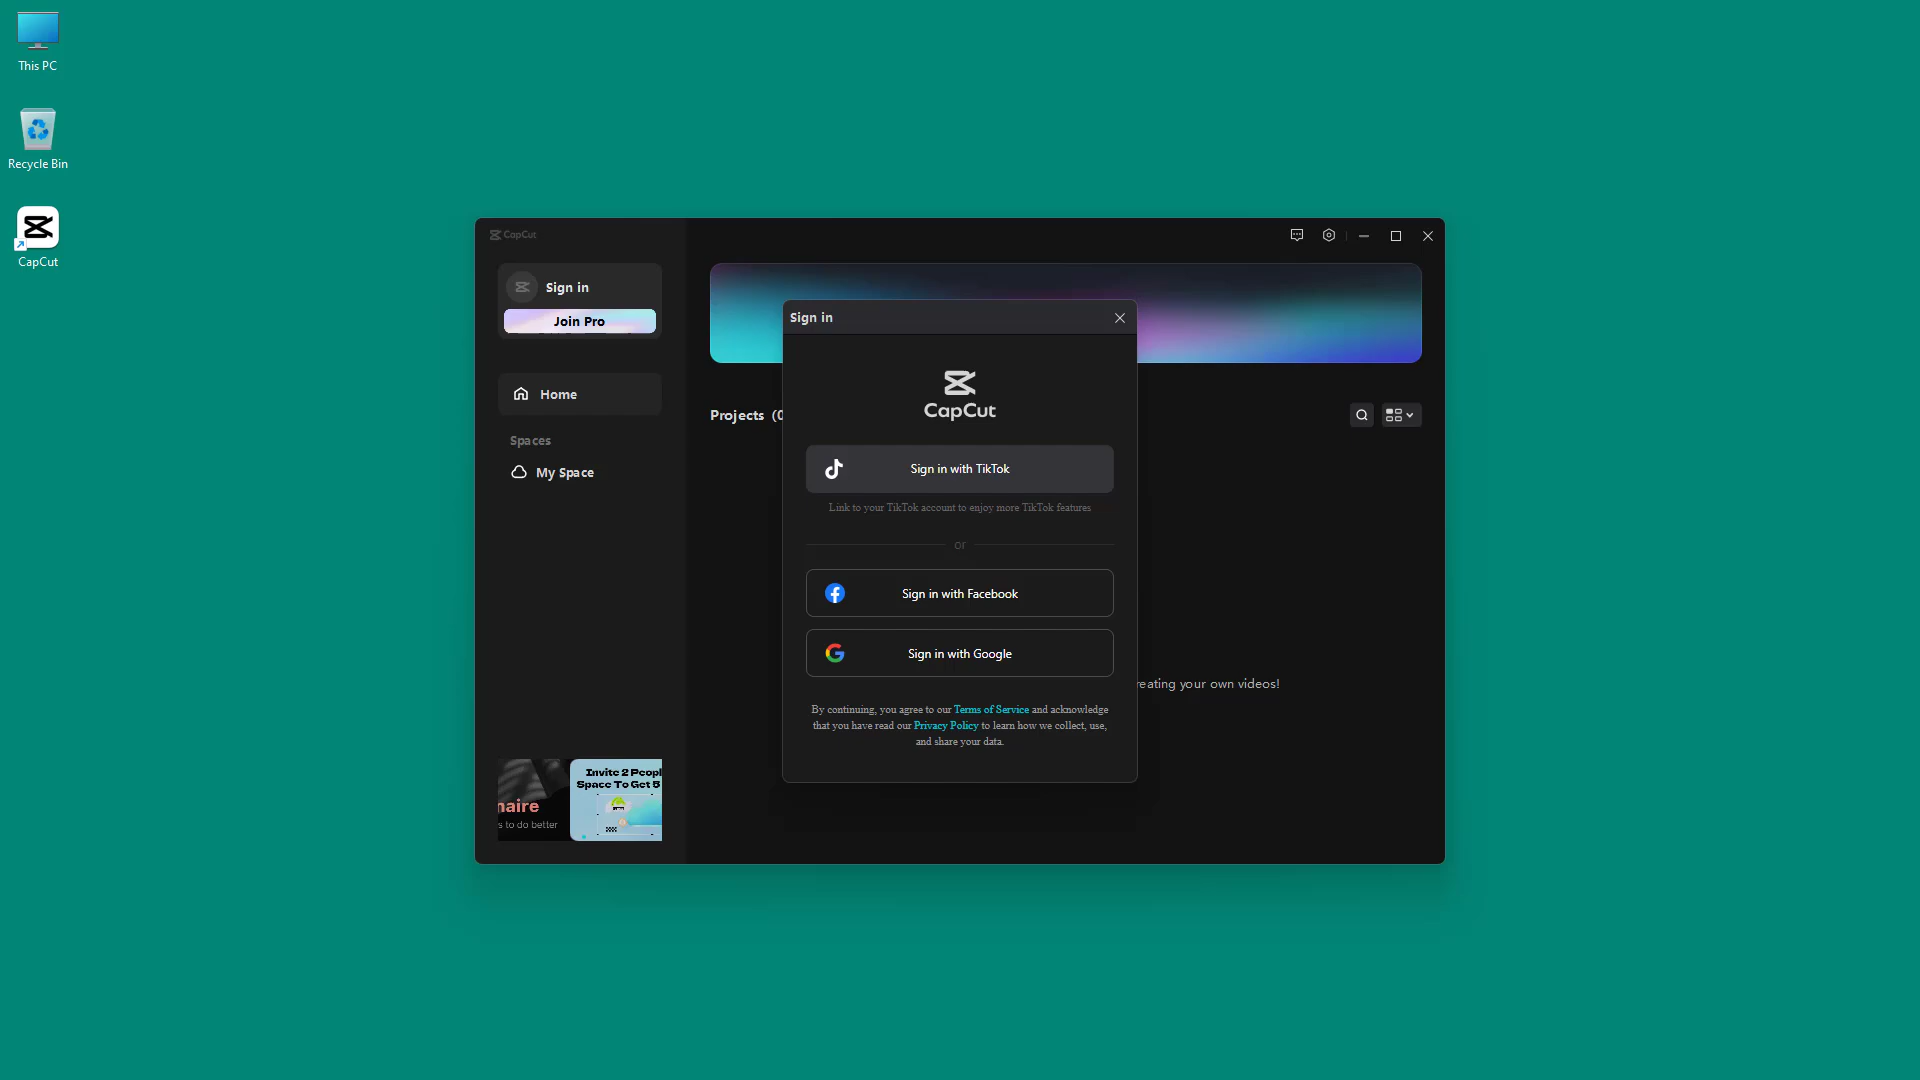 This PC
Recycle Bin
CapCut
CapCut
Sign in
Join Pro
Home
Spaces
My Space
naire
s to do better
Invite 2 Peopl
Space To Get 5
Projects (0
reating your own videos!
Sign in
CapCut
Sign in with TikTok
Link to your TikTok account to enjoy more TikTok features
or
Sign in with Facebook
Sign in with Google
By continuing, you agree to our Terms of Service and acknowledge
that you have read our Privacy Policy to learn how we collect, use,
and share your data.